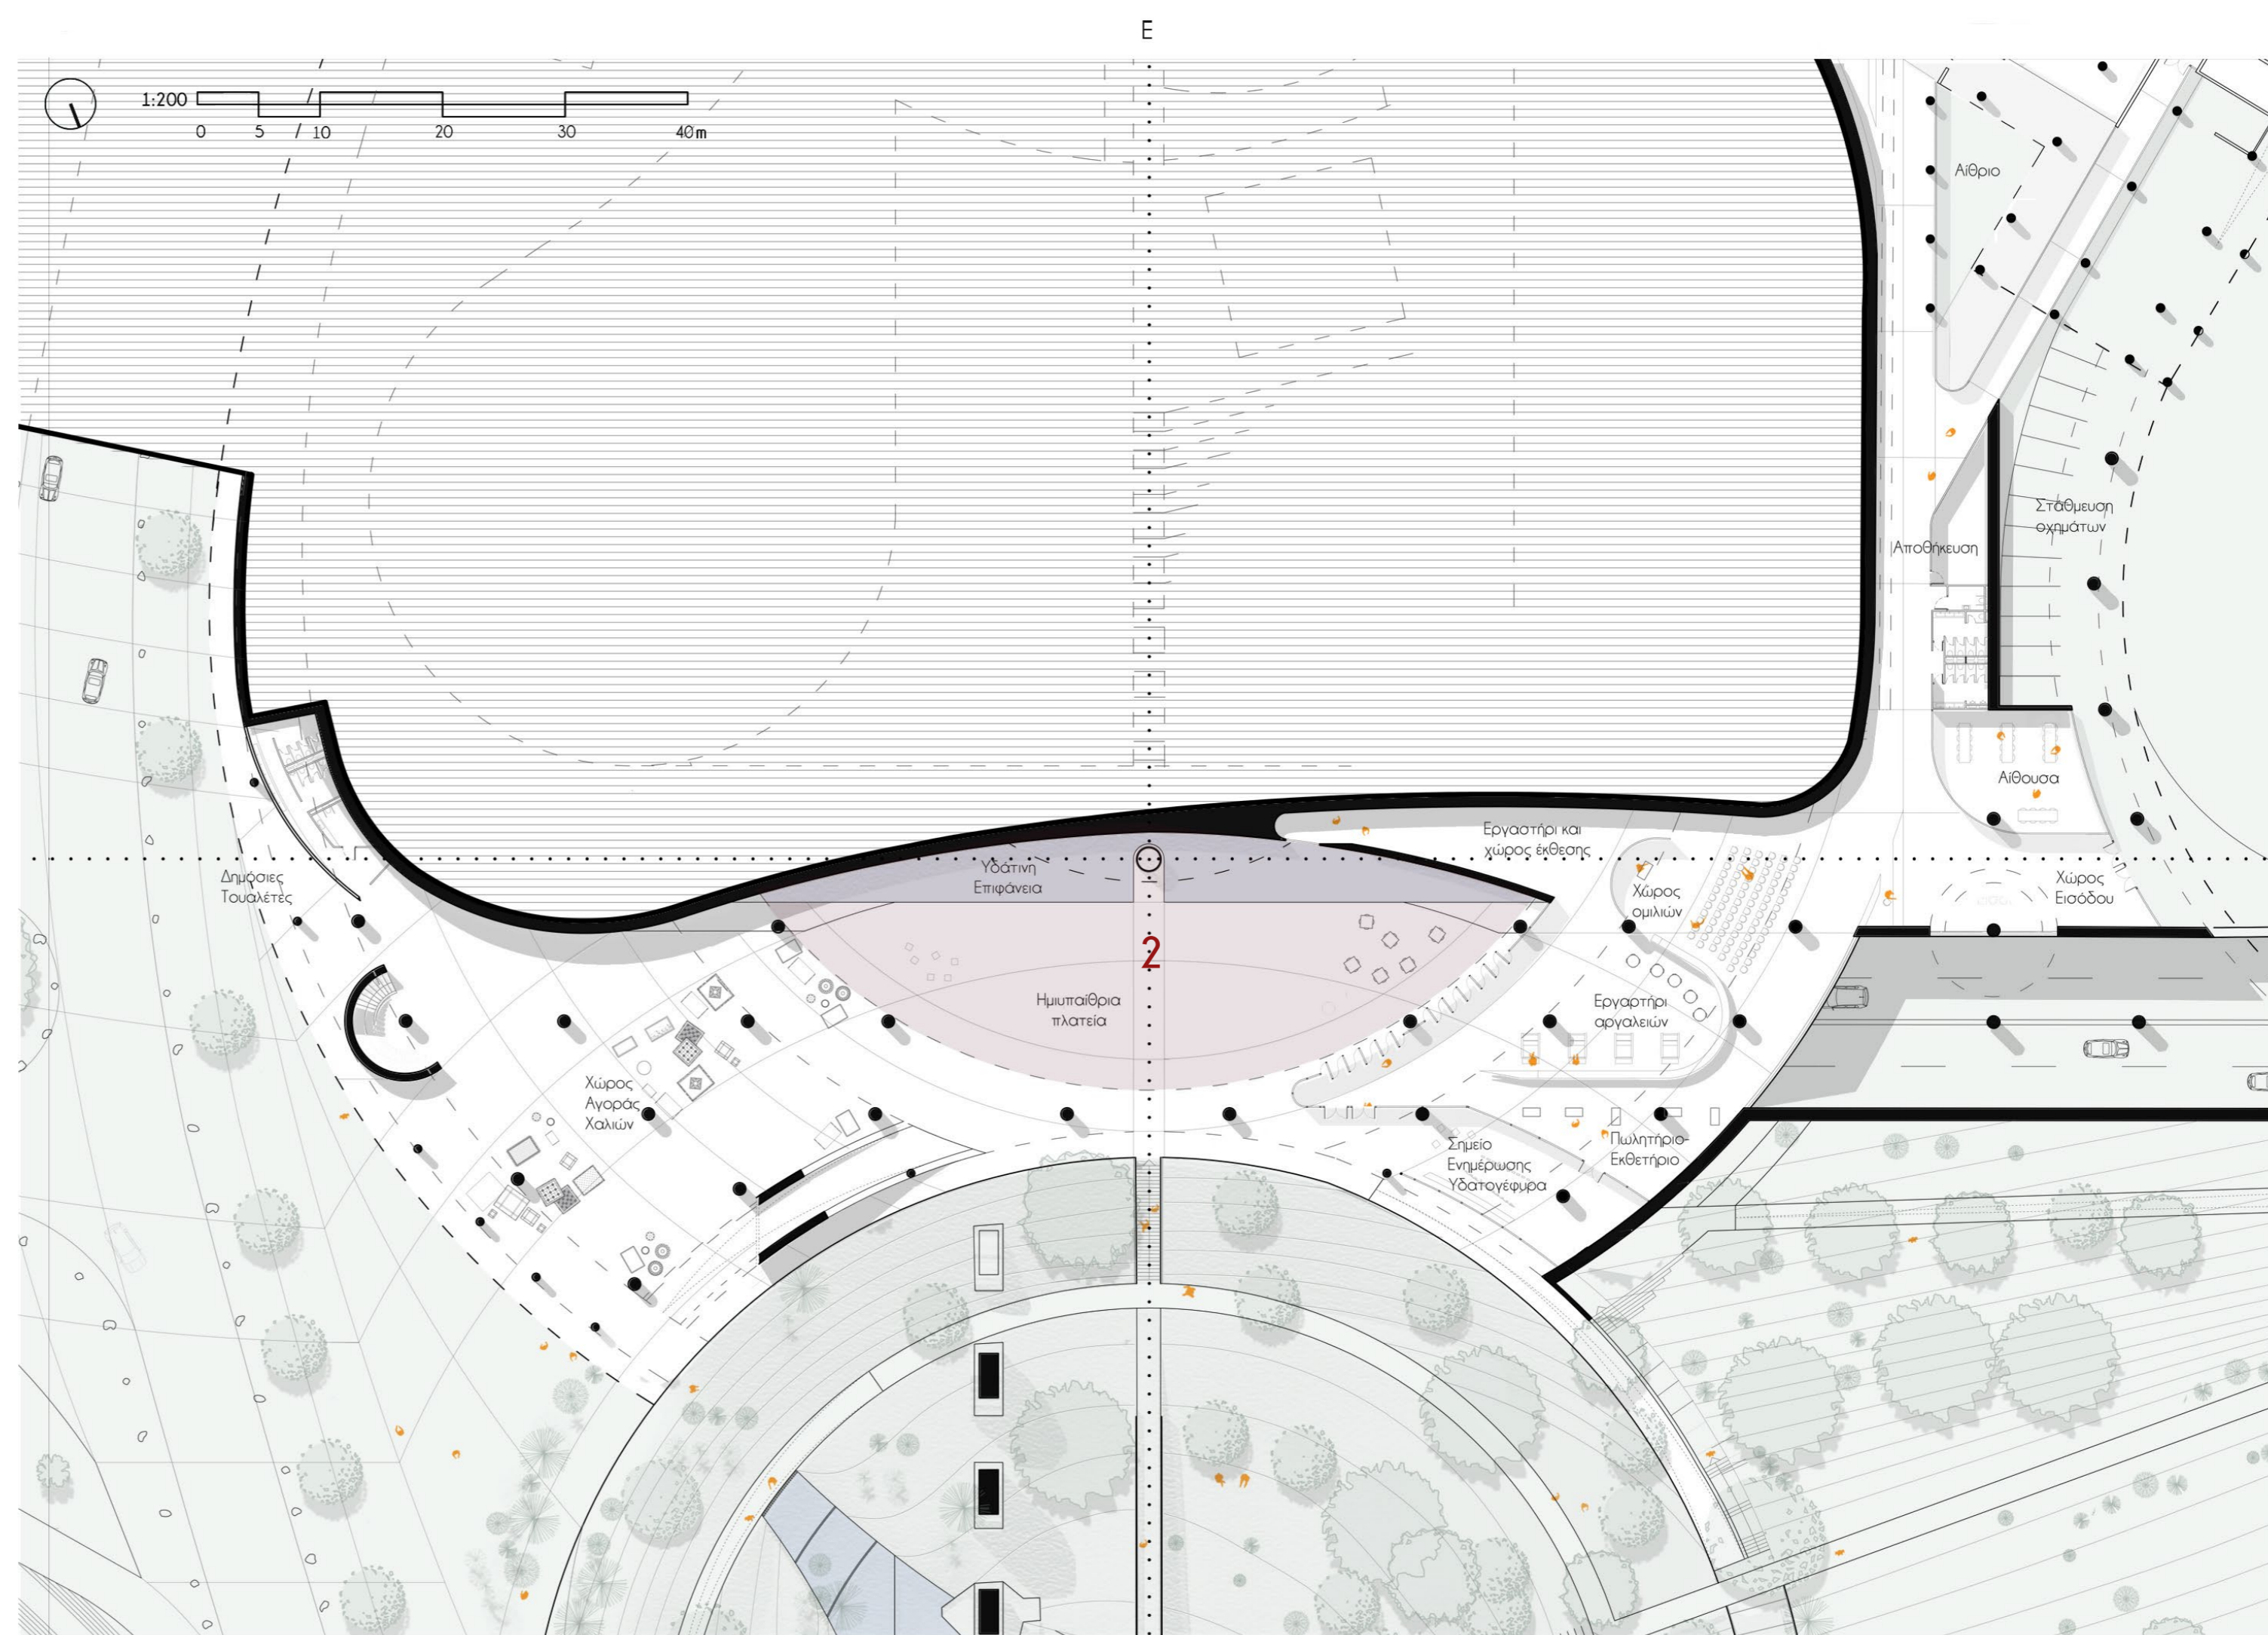 E
1:200
0 5 10 20 30 40m
Αίθριο
Στάθμευση
οχημάτων
Αποθήκευση
Αίθουσα
Εργαστήρι και
χώρος έκθεσης
Υδάτινη
Επιφάνεια
Δημόσιες
Τουαλέτες
Χώρος
ομιλιών
Χώρος
Εισόδου
2
Ημιυπαίθρια
πλατεία
Εργαρτήρι
αργαλειών
Χώρος
Αγοράς
Χαλιών
Σημείο
Ενημέρωσης
Υδατογέφυρα
Πωλητήριο-
Εκθετήριο